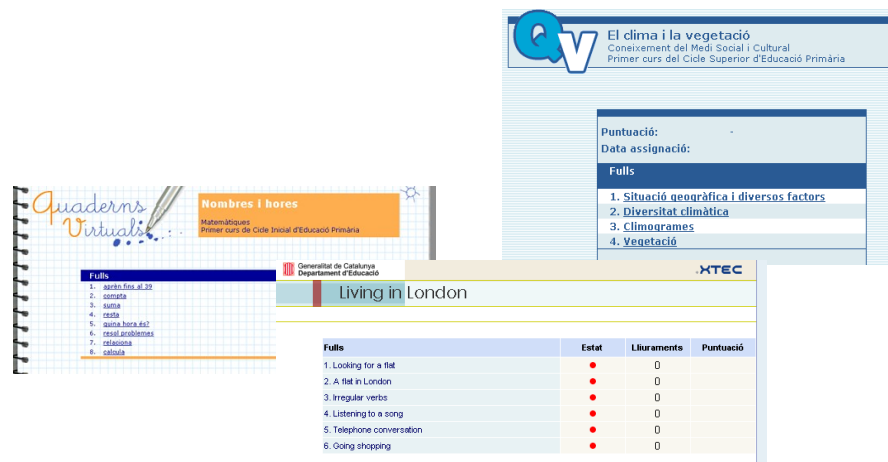 QV
El clima i la vegetació
Coneixement del Medi Social i Cultural
Primer curs del Cicle Superior d'Educació Primària
Puntuació: -
Data assignació:
Fulls
1. Situació geogràfica i diversos factors
2. Diversitat climàtica
3. Climogrames
4. Vegetació
Quaderns
Virtuals
Nombres i hores
Matemàtiques
Primer curs de Cicle Inicial d'Educació Primària
Fulls
1. aprèn fins al 39
2. compta
3. suma
4. resta
5. quina hora és?
6. resol problemes
7. relaciona
8. calcula
Generalitat de Catalunya
Departament d'Educació
XTEC
Living in London
Fulls Estat Lliuraments Puntuació
1. Looking for a flat 0
2. A flat in London 0
3. Irregular verbs 0
4. Listening to a song 0
5. Telephone conversation 0
6. Going shopping 0